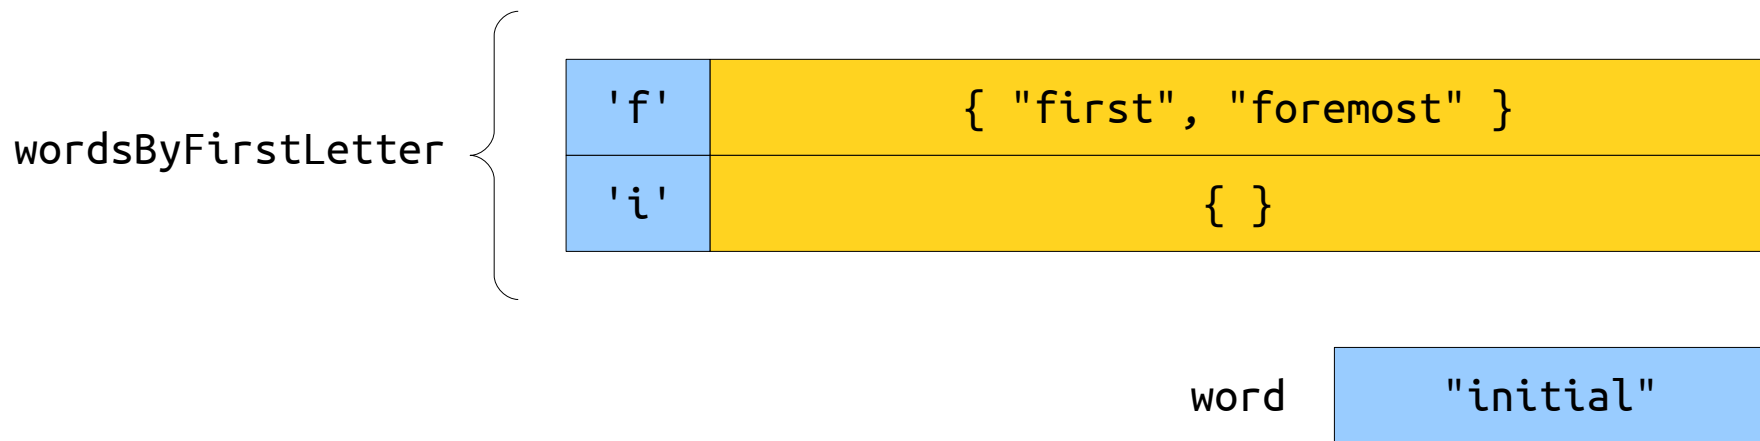 'f' { "first", "foremost" }
wordsByFirstLetter
'i' { }
word "initial"